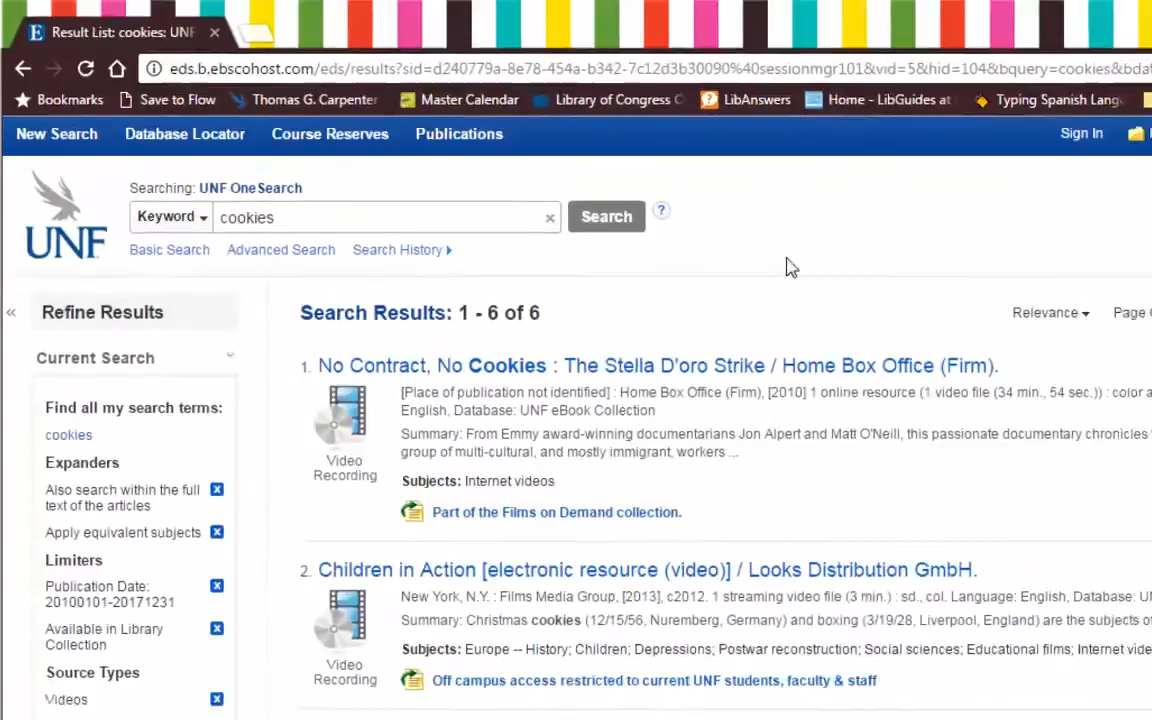 Result List: cookies: UNF
eds.b.ebscohost.com/eds/results?sid=d240779a-8e78-454a-b342-7c12d3b30090%40sessionmgr101&vid=5&hid=104&bquery=cookies&bdat
Bookmarks Save to Flow Thomas G. Carpenter Master Calendar Library of Congress C LibAnswers Home - LibGuides at Typing Spanish Lang
New Search Database Locator Course Reserves Publications Sign In
Searching: UNF OneSearch
Keyword cookies × Search ?
UNF
Basic Search Advanced Search Search History
« Refine Results
Search Results: 1 - 6 of 6
Relevance Page
Current Search
Find all my search terms:
cookies
Expanders
Also search within the full
text of the articles
Apply equivalent subjects
Limiters
Publication Date:
20100101-20171231
Available in Library
Collection
Source Types
Videos
1. No Contract, No Cookies : The Stella D'oro Strike / Home Box Office (Firm).
[Place of publication not identified] : Home Box Office (Firm), [2010] 1 online resource (1 video file (34 min., 54 sec.)) : color a
English, Database: UNF eBook Collection
Summary: From Emmy award-winning documentarians Jon Alpert and Matt O'Neill, this passionate documentary chronicles
group of multi-cultural, and mostly immigrant, workers ...
Video
Recording
Subjects: Internet videos
Part of the Films on Demand collection.
2. Children in Action [electronic resource (video)] / Looks Distribution GmbH.
New York, N.Y. : Films Media Group, [2013], c2012. 1 streaming video file (3 min.) : sd., col. Language: English, Database: UN
Summary: Christmas cookies (12/15/56, Nuremberg, Germany) and boxing (3/19/28, Liverpool, England) are the subjects of
Video
Recording
Subjects: Europe -- History; Children; Depressions; Postwar reconstruction; Social sciences; Educational films; Internet vide
Off campus access restricted to current UNF students, faculty & staff